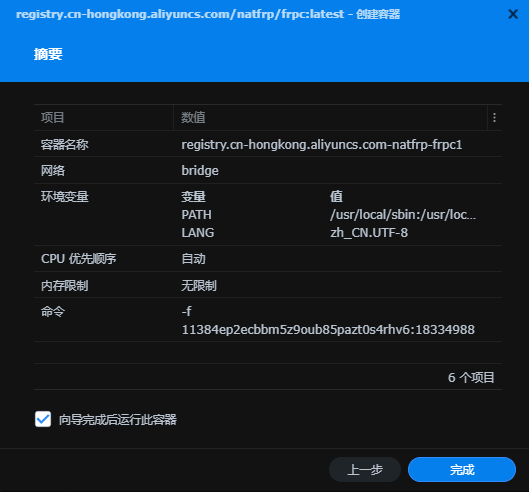 registry.cn-hongkong.aliyuncs.com/natfrp/frpc:latest - 创建容器
摘要
项目 数值
容器名称 registry.cn-hongkong.aliyuncs.com-natfrp-frpc1
网络 bridge
环境变量 变量 值
PATH /usr/local/sbin:/usr/loc...
LANG zh_CN.UTF-8
CPU 优先顺序 自动
内存限制 无限制
命令 -f
11384ep2ecbbm5z9oub85pazt0s4rhv6:18334988
6 个项目
向导完成后运行此容器
上一步 完成